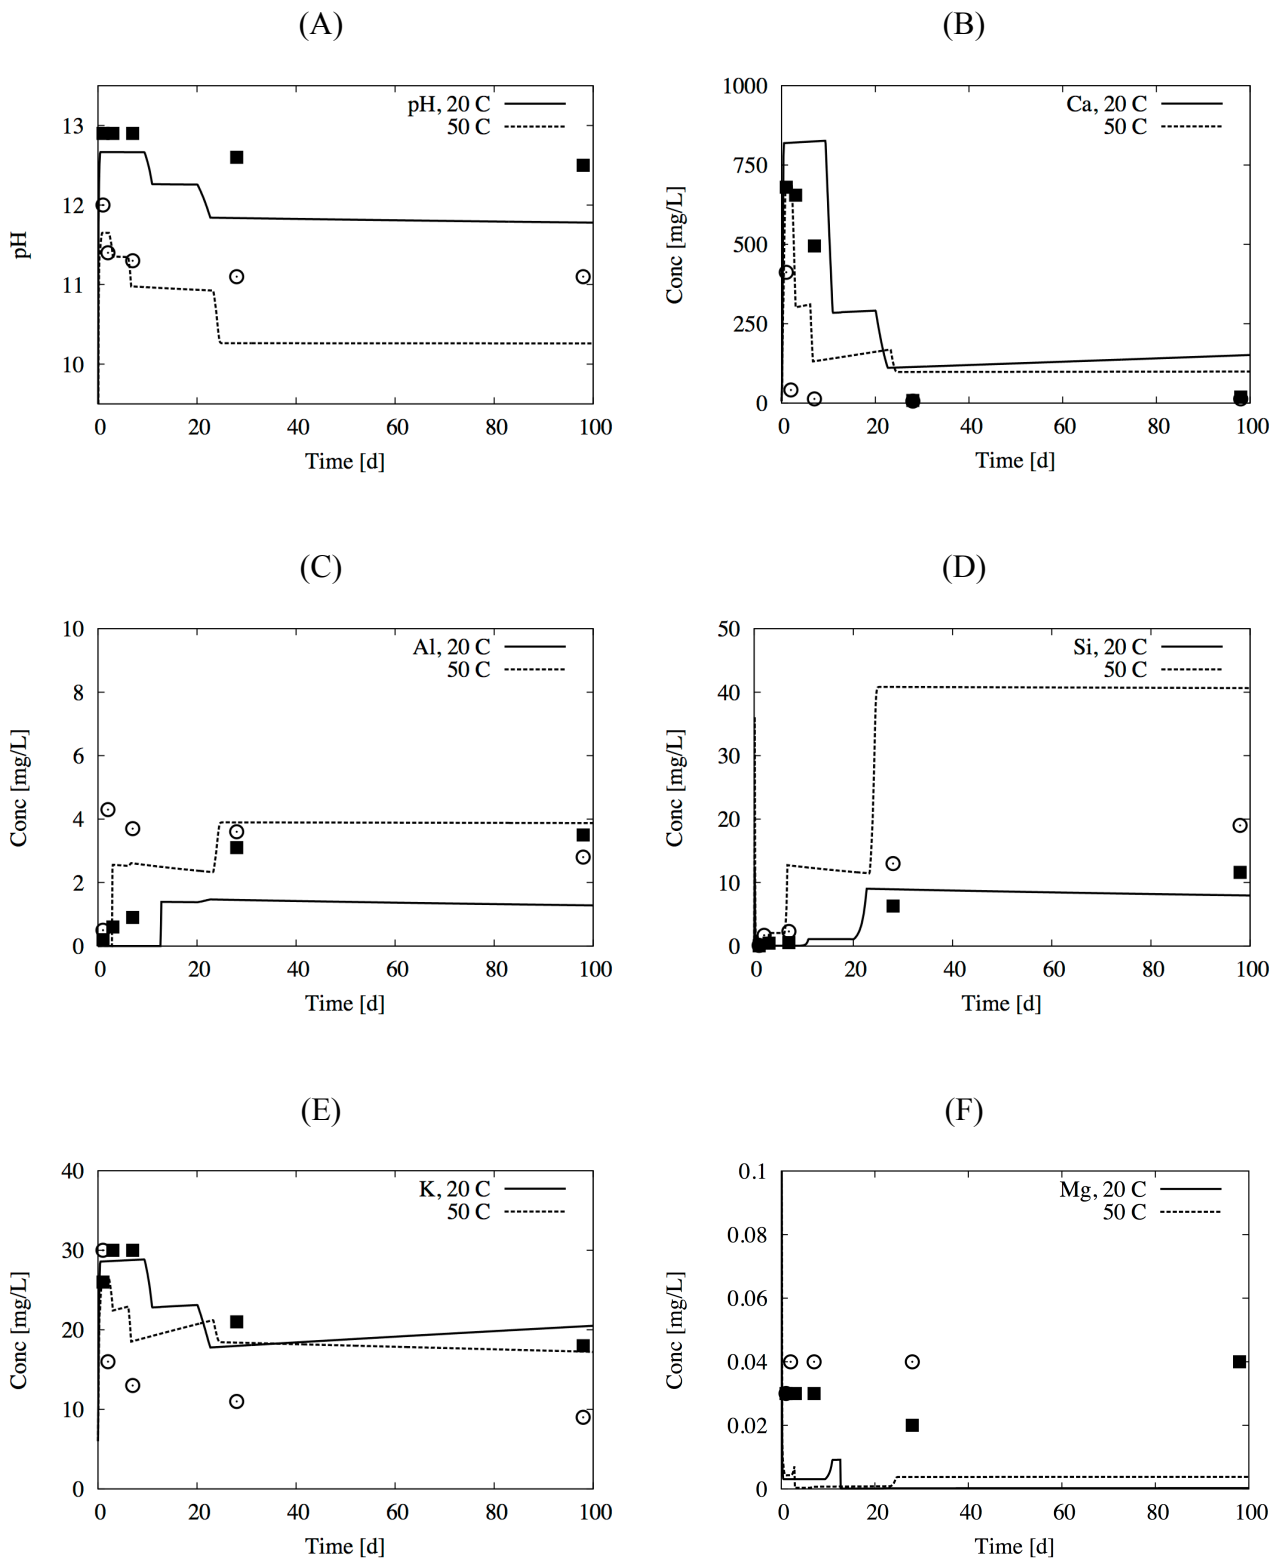 (A)
(B)
pH, 20 C
50 C
13
12
11
10
pH
0
20
40
60
80
100
Time [d]
Ca, 20 C
50 C
1000
750
500
250
0
Conc [mg/L]
0
20
40
60
80
100
Time [d]
(C)
(D)
Al, 20 C
50 C
10
8
6
4
2
0
Conc [mg/L]
0
20
40
60
80
100
Time [d]
Si, 20 C
50 C
50
40
30
20
10
0
Conc [mg/L]
0
20
40
60
80
100
Time [d]
(E)
(F)
K, 20 C
50 C
40
30
20
10
0
Conc [mg/L]
0
20
40
60
80
100
Time [d]
Mg, 20 C
50 C
0.1
0.08
0.06
0.04
0.02
0
Conc [mg/L]
0
20
40
60
80
100
Time [d]